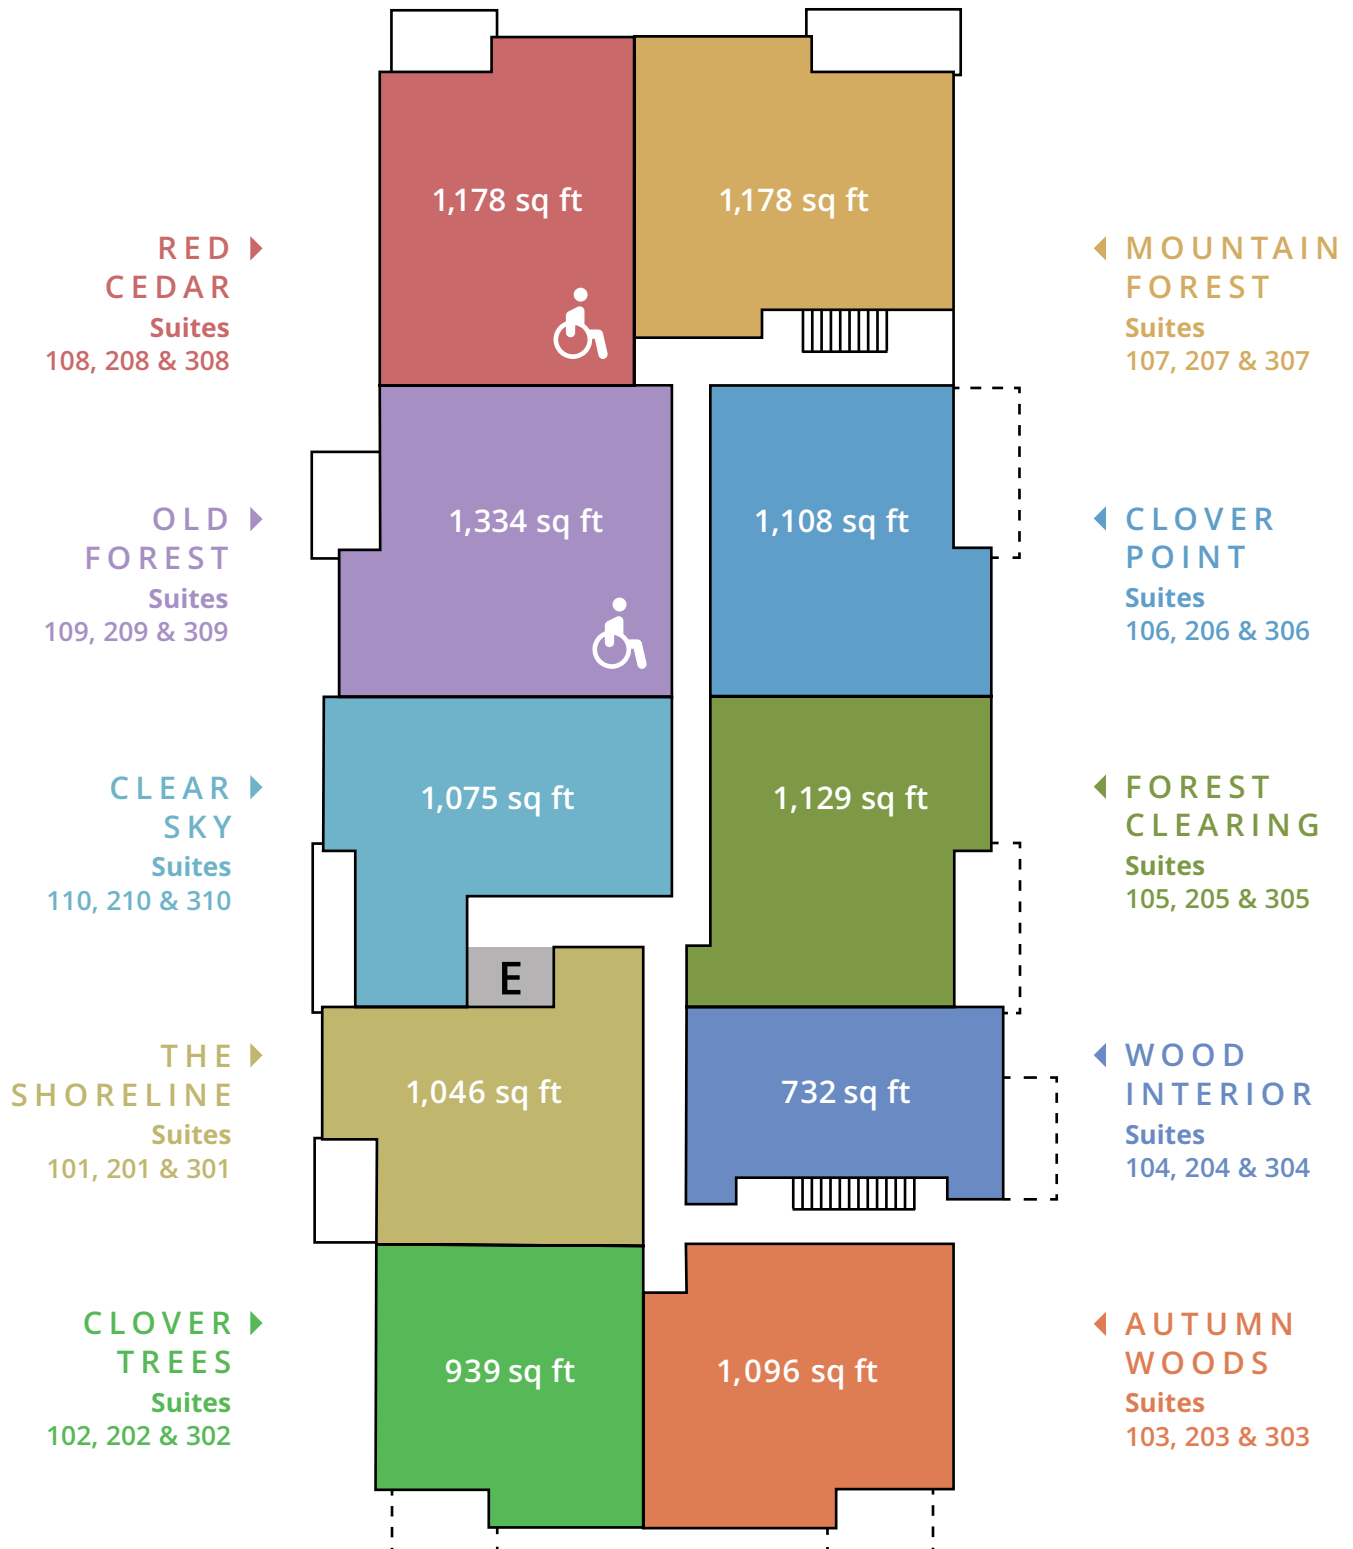 1,178 sq ft
1,178 sq ft
RED
CEDAR
Suites
108, 208 & 308
MOUNTAIN
FOREST
Suites
107, 207 & 307
1,334 sq ft
1,108 sq ft
OLD
FOREST
Suites
109, 209 & 309
CLOVER
POINT
Suites
106, 206 & 306
1,075 sq ft
1,129 sq ft
CLEAR
SKY
Suites
110, 210 & 310
FOREST
CLEARING
Suites
105, 205 & 305
E
THE
SHORELINE
Suites
101, 201 & 301
1,046 sq ft
732 sq ft
WOOD
INTERIOR
Suites
104, 204 & 304
CLOVER
TREES
Suites
102, 202 & 302
939 sq ft
1,096 sq ft
AUTUMN
WOODS
Suites
103, 203 & 303